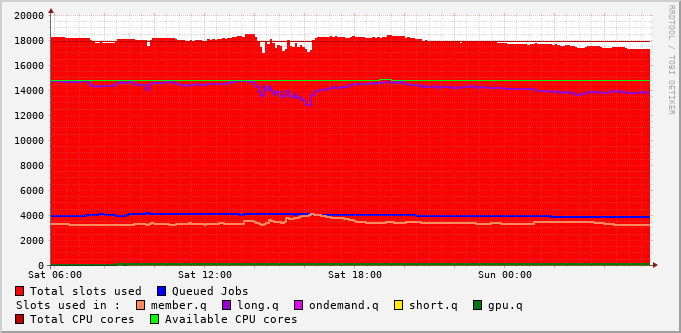 20000
18000
16000
14000
12000
10000
8000
6000
4000
2000
0
Sat 06:00 Sat 12:00 Sat 18:00 Sun 00:00
Total slots used Queued Jobs
Slots used in : member.q long.q ondemand.q short.q gpu.q
Total CPU cores Available CPU cores
RRDTOOL / TOBI OETIKER